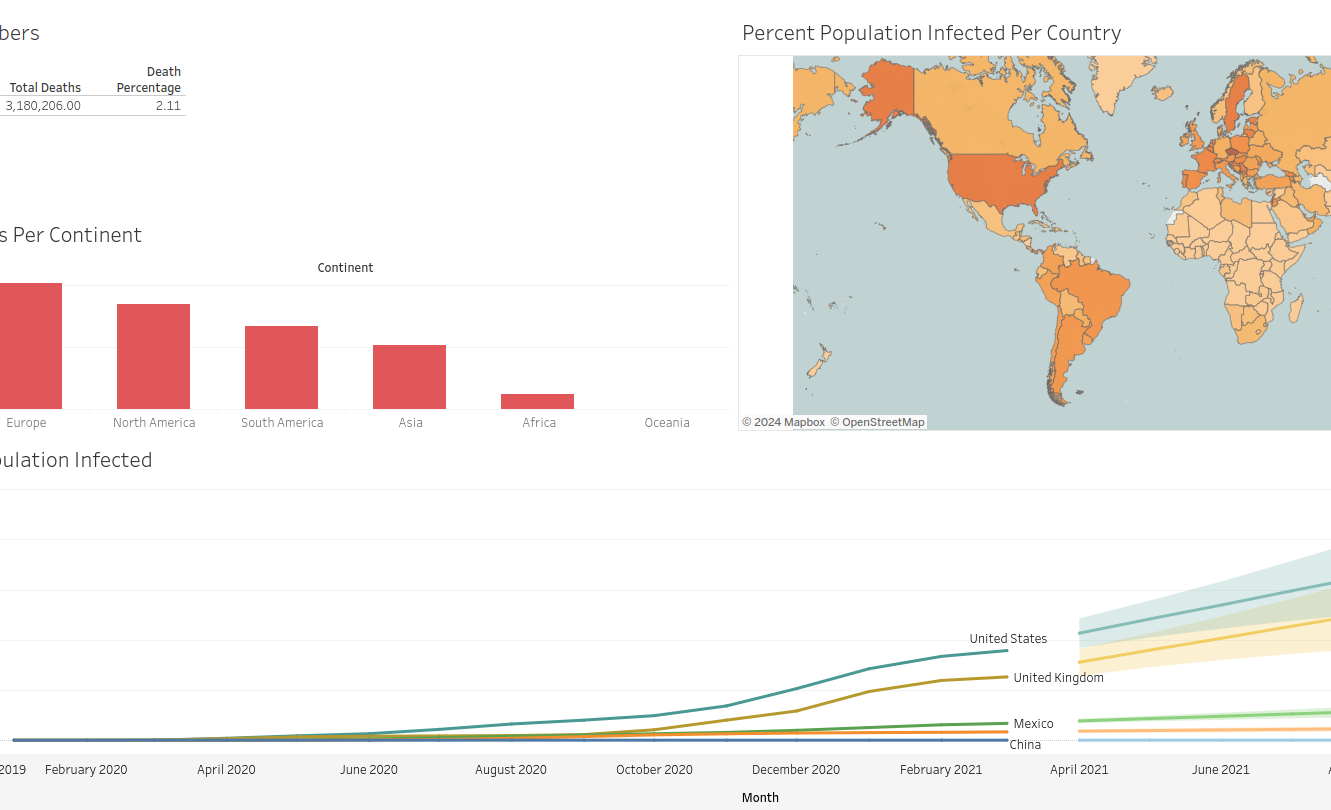 bers
Percent Population Infected Per Country
Death
Total Deaths Percentage
3,180,206.00 2.11
s Per Continent
Continent
Europe North America South America Asia Africa Oceania
© 2024 Mapbox © OpenStreetMap
pulation Infected
United States
United Kingdom
Mexico
China
2019 February 2020 April 2020 June 2020 August 2020 October 2020 December 2020 February 2021 April 2021 June 2021 A
Month